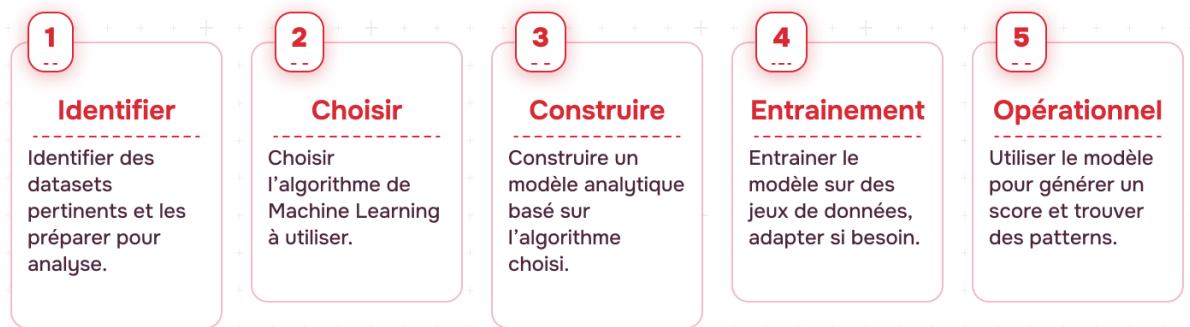 1
Identifier
Identifier des
datasets
pertinents et les
préparer pour
analyse.
2
Choisir
Choisir
l'algorithme de
Machine Learning
à utiliser.
3
Construire
Construire un
modèle analytique
basé sur
l'algorithme
choisi.
4
Entrainement
Entrainer le
modèle sur des
jeux de données,
adapter si besoin.
5
Opérationnel
Utiliser le modèle
pour générer un
score et trouver
des patterns.